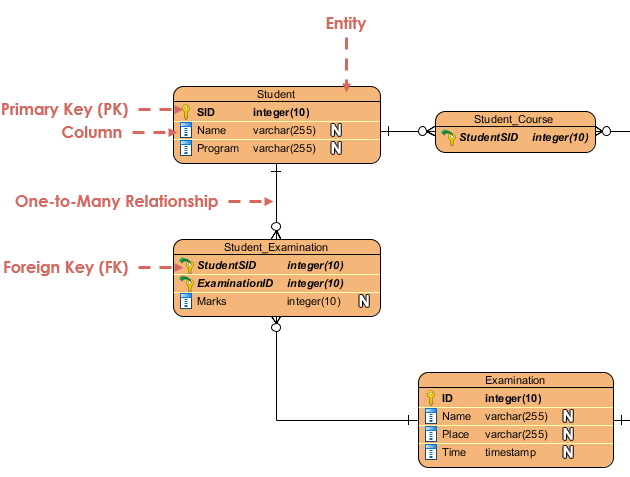 Entity
Student
Primary Key (PK)
SID integer(10)
Column
Name varchar(255) N
Program varchar(255) N
Student_Course
StudentSID integer(10)
One-to-Many Relationship
Student_Examination
Foreign Key (FK)
StudentSID integer(10)
ExaminationID integer(10)
Marks integer(10) N
Examination
ID integer(10)
Name varchar(255) N
Place varchar(255) N
Time timestamp N